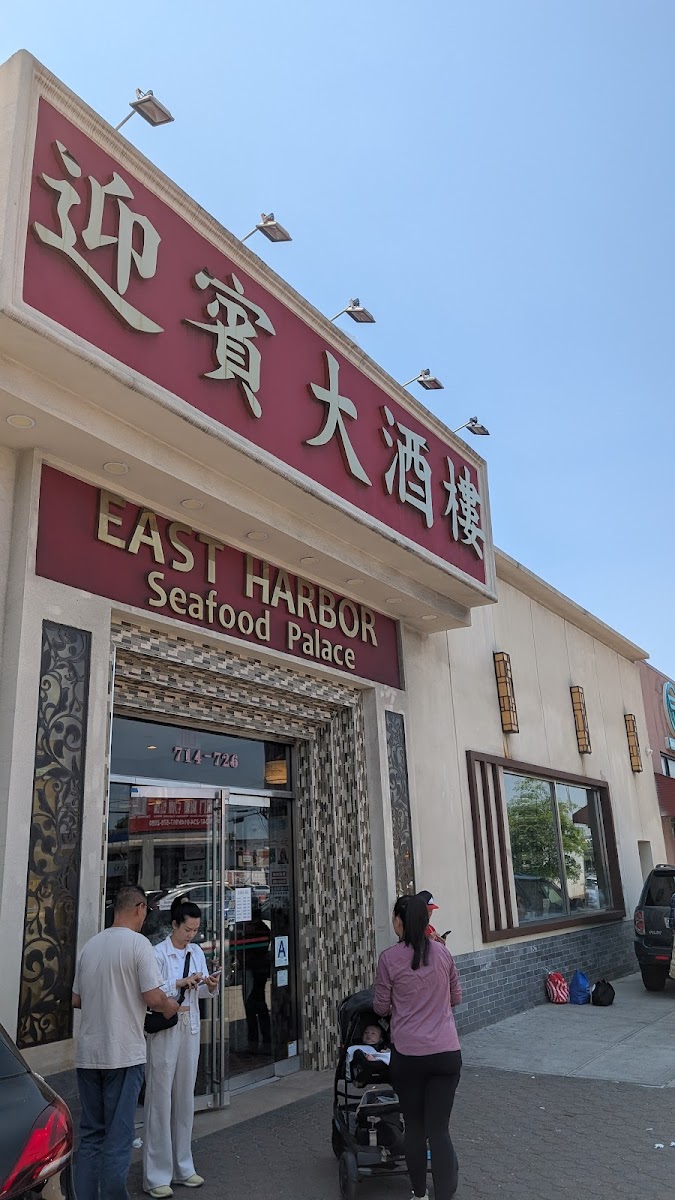 迎賓大酒樓
EAST HARBOR
Seafood Palace
714-726
A